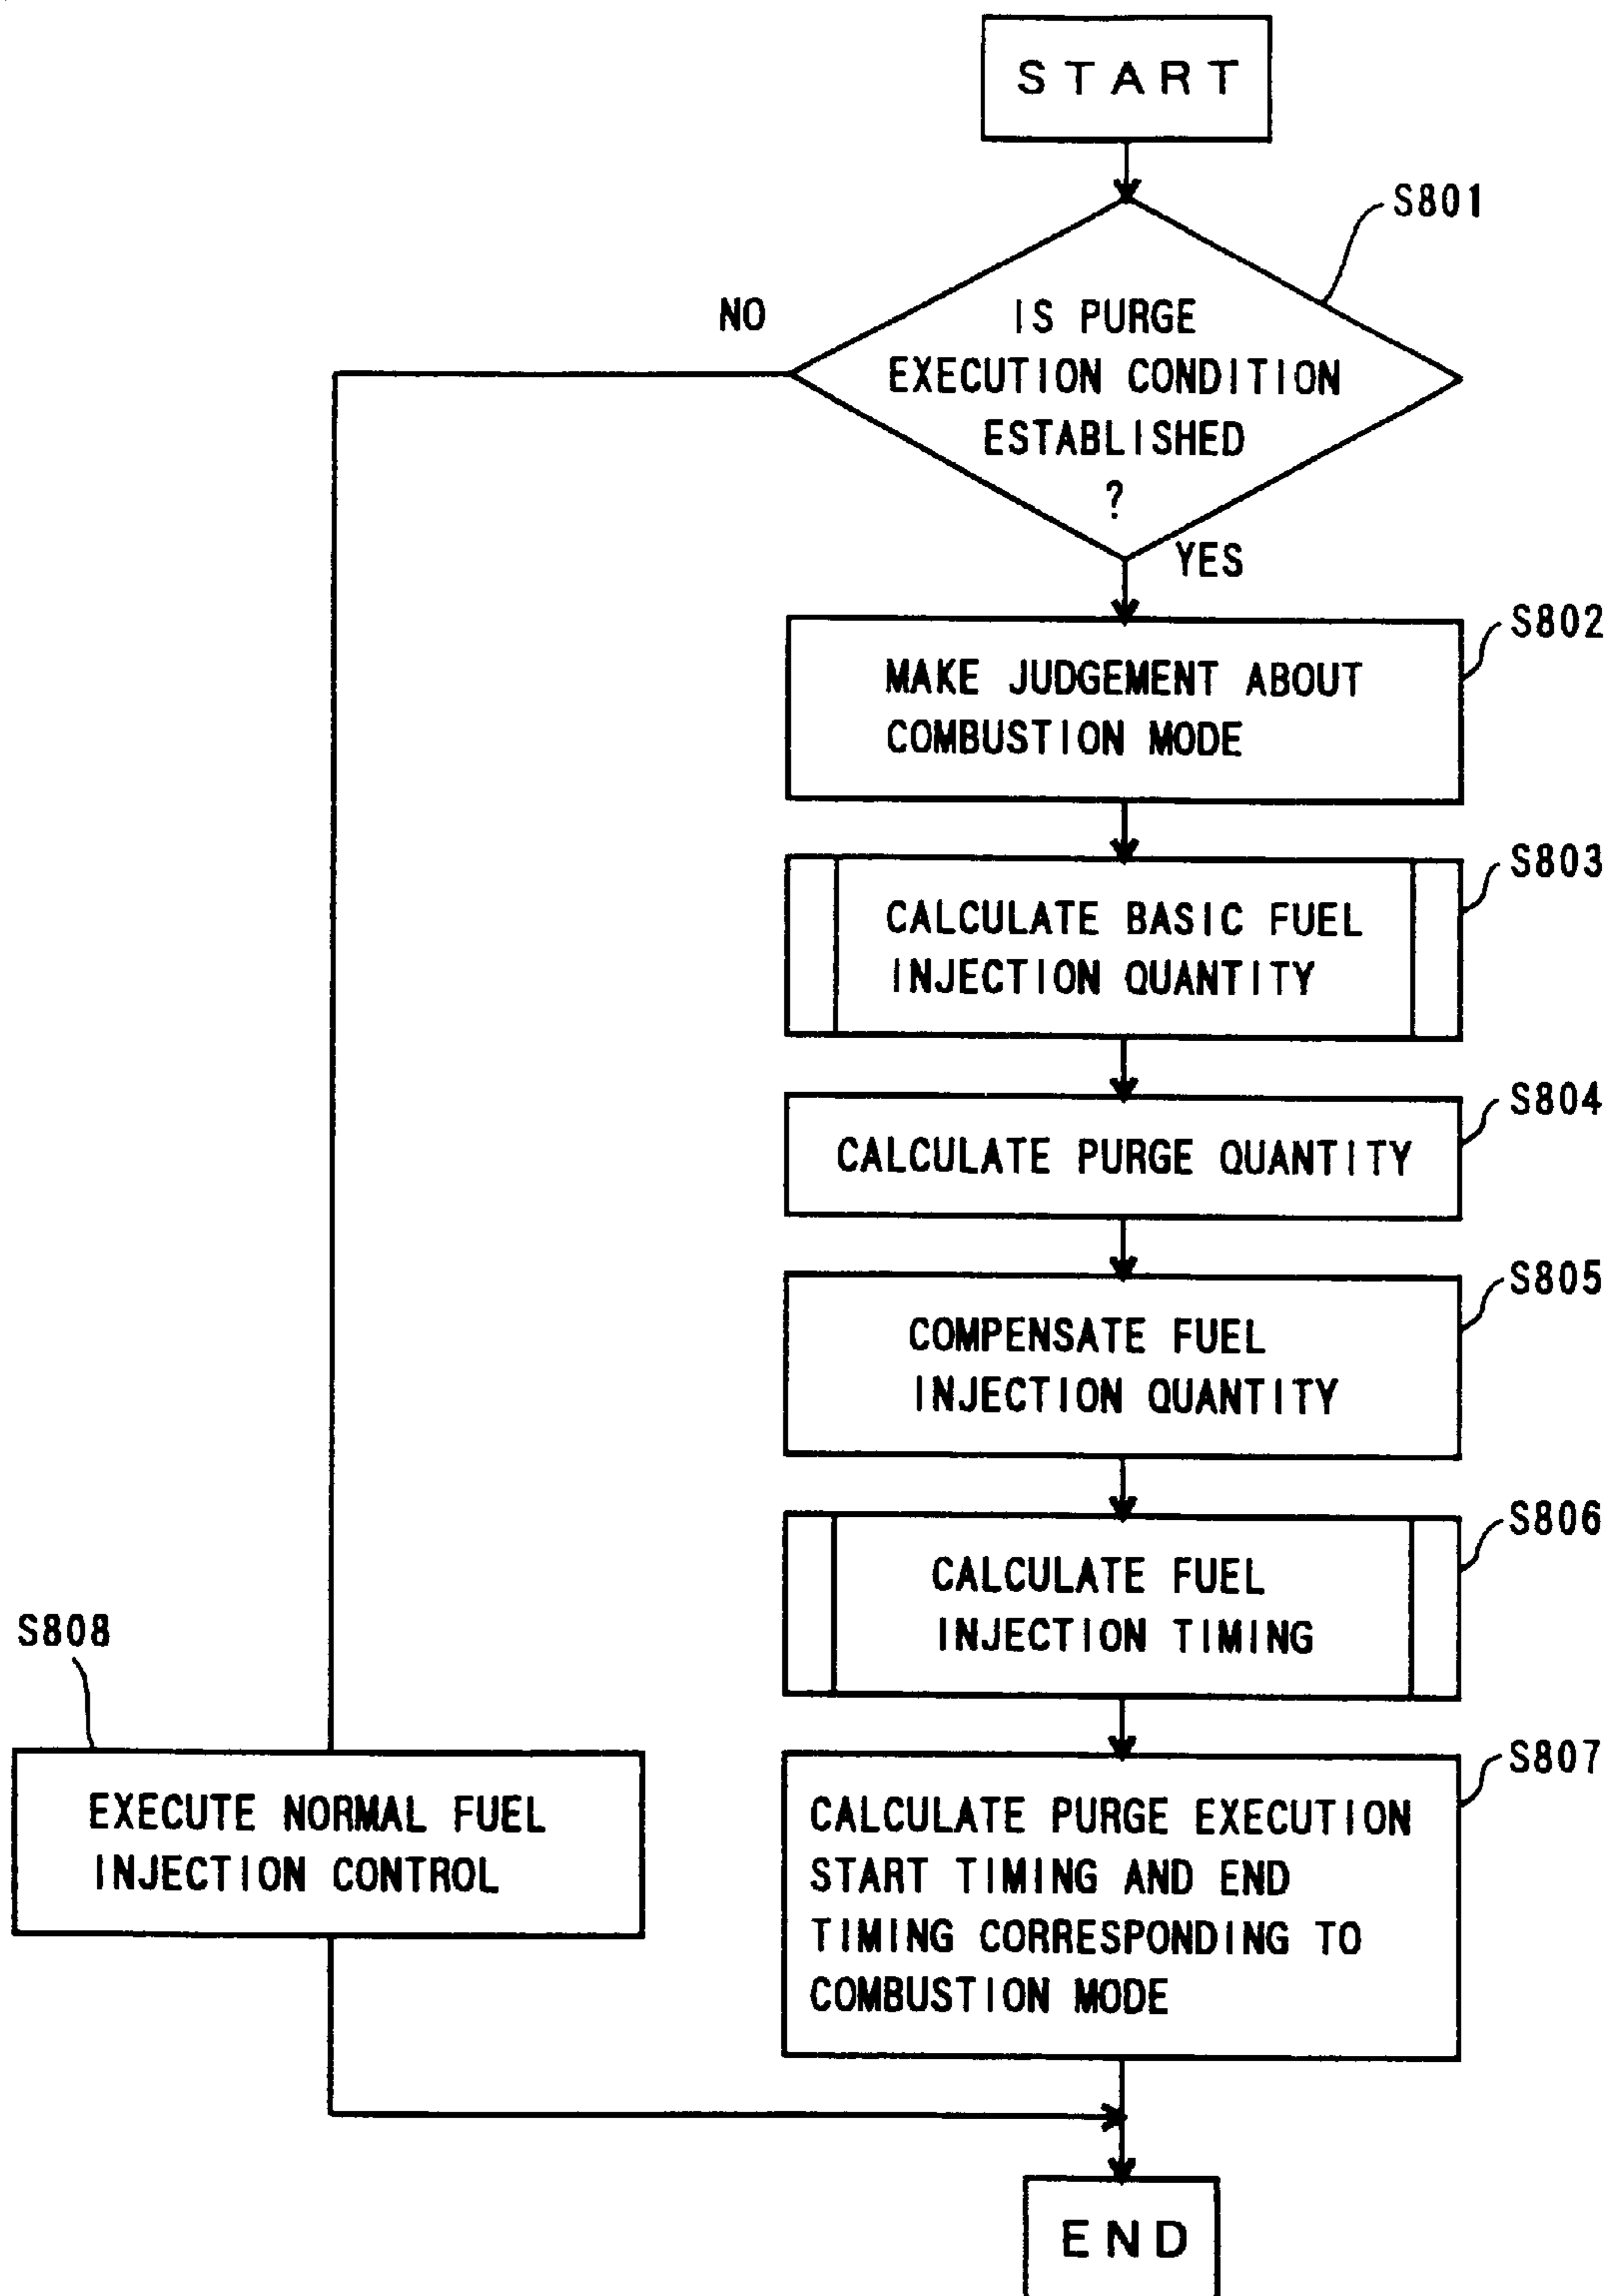 START
S801
NO
IS PURGE
EXECUTION CONDITION
ESTABLISHED
?
YES
S802
MAKE JUDGEMENT ABOUT
COMBUSTION MODE
S803
CALCULATE BASIC FUEL
INJECTION QUANTITY
S804
CALCULATE PURGE QUANTITY
S805
COMPENSATE FUEL
INJECTION QUANTITY
S806
CALCULATE FUEL
INJECTION TIMING
S808
EXECUTE NORMAL FUEL
INJECTION CONTROL
S807
CALCULATE PURGE EXECUTION
START TIMING AND END
TIMING CORRESPONDING TO
COMBUSTION MODE
END